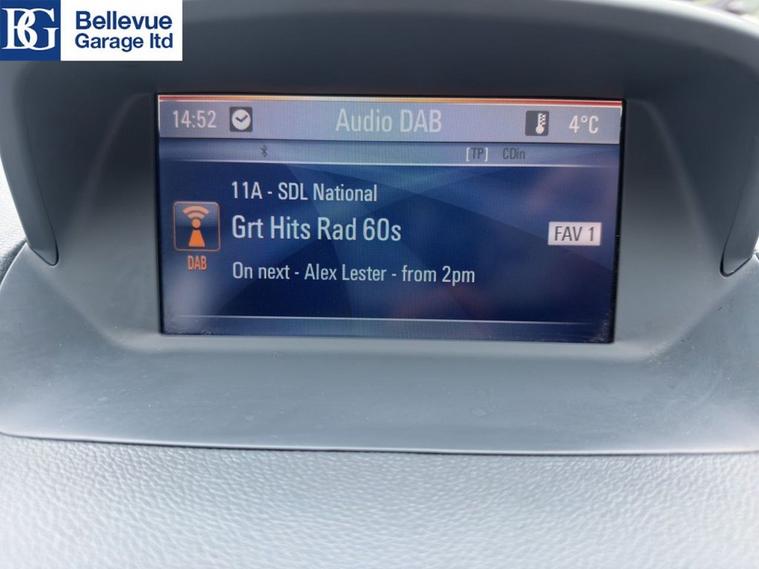 BG
Bellevue
Garage ltd
14:52 Audio DAB 4°C
[TP] CDin
11A - SDL National
Grt Hits Rad 60s
FAV 1
DAB
On next - Alex Lester - from 2pm